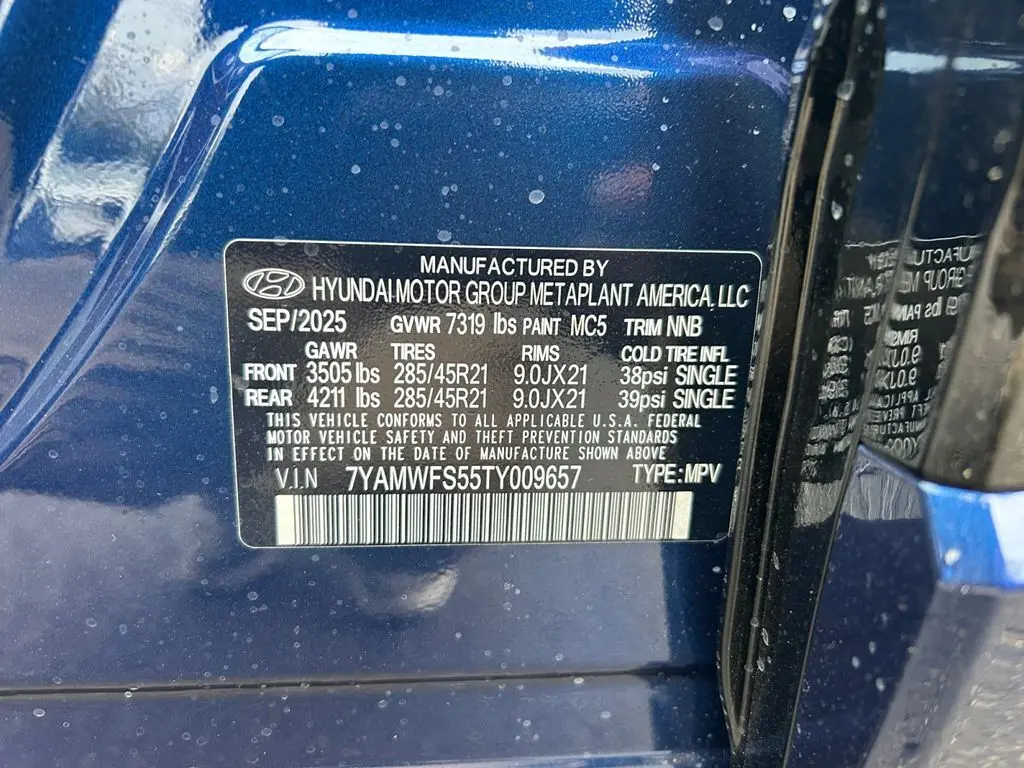 MANUFACTURED BY
HYUNDAI MOTOR GROUP METAPLANT AMERICA, LLC
SEP/2025 GVWR 7319 lbs PAINT MC5 TRIM NNB
GAWR TIRES RIMS COLD TIRE INFL
FRONT 3505 lbs 285/45R21 9.0JX21 38psi SINGLE
REAR 4211 lbs 285/45R21 9.0JX21 39psi SINGLE
THIS VEHICLE CONFORMS TO ALL APPLICABLE U.S.A. FEDERAL
MOTOR VEHICLE SAFETY AND THEFT PREVENTION STANDARDS
IN EFFECT ON THE DATE OF MANUFACTURE SHOWN ABOVE
V.I.N 7YAMWFS55TY009657 TYPE:MPV